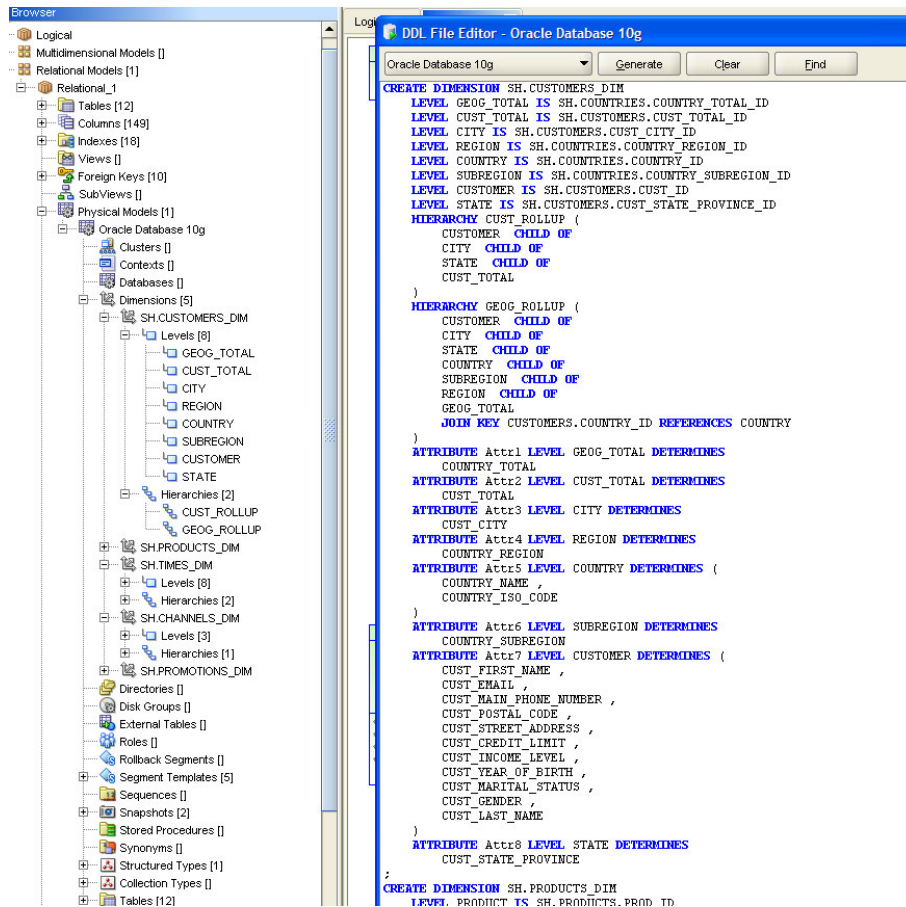 Browser
Logical
Multidimensional Models []
Relational Models [1]
Relational_1
Tables [12]
Columns [149]
Indexes [18]
Views []
Foreign Keys [10]
SubViews []
Physical Models [1]
Oracle Database 10g
Clusters []
Contexts []
Databases []
Dimensions [5]
SH.CUSTOMERS_DIM
Levels [8]
GEOG_TOTAL
CUST_TOTAL
CITY
REGION
COUNTRY
SUBREGION
CUSTOMER
STATE
Hierarchies [2]
CUST_ROLLUP
GEOG_ROLLUP
SH.PRODUCTS_DIM
SH.TIMES_DIM
Levels [8]
Hierarchies [2]
SH.CHANNELS_DIM
Levels [3]
Hierarchies [1]
SH.PROMOTIONS_DIM
Directories []
Disk Groups []
External Tables []
Roles []
Rollback Segments []
Segment Templates [5]
Sequences []
Snapshots [2]
Stored Procedures []
Synonyms []
Structured Types [1]
Collection Types []
Tables [12]
Logi
DDL File Editor - Oracle Database 10g
Oracle Database 10g Generate Clear Find
CREATE DIMENSION SH.CUSTOMERS_DIM
LEVEL GEOG_TOTAL IS SH.COUNTRIES.COUNTRY_TOTAL_ID
LEVEL CUST_TOTAL IS SH.CUSTOMERS.CUST_TOTAL_ID
LEVEL CITY IS SH.CUSTOMERS.CUST_CITY_ID
LEVEL REGION IS SH.COUNTRIES.COUNTRY_REGION_ID
LEVEL COUNTRY IS SH.COUNTRIES.COUNTRY_ID
LEVEL SUBREGION IS SH.COUNTRIES.COUNTRY_SUBREGION_ID
LEVEL CUSTOMER IS SH.CUSTOMERS.CUST_ID
LEVEL STATE IS SH.CUSTOMERS.CUST_STATE_PROVINCE_ID
HIERARCHY CUST_ROLLUP (
CUSTOMER CHILD OF
CITY CHILD OF
STATE CHILD OF
CUST_TOTAL
)
HIERARCHY GEOG_ROLLUP (
CUSTOMER CHILD OF
CITY CHILD OF
STATE CHILD OF
COUNTRY CHILD OF
SUBREGION CHILD OF
REGION CHILD OF
GEOG_TOTAL
JOIN KEY CUSTOMERS.COUNTRY_ID REFERENCES COUNTRY
)
ATTRIBUTE Attr1 LEVEL GEOG_TOTAL DETERMINES
COUNTRY_TOTAL
ATTRIBUTE Attr2 LEVEL CUST_TOTAL DETERMINES
CUST_TOTAL
ATTRIBUTE Attr3 LEVEL CITY DETERMINES
CUST_CITY
ATTRIBUTE Attr4 LEVEL REGION DETERMINES
COUNTRY_REGION
ATTRIBUTE Attr5 LEVEL COUNTRY DETERMINES (
COUNTRY_NAME ,
COUNTRY_ISO_CODE
)
ATTRIBUTE Attr6 LEVEL SUBREGION DETERMINES
COUNTRY_SUBREGION
ATTRIBUTE Attr7 LEVEL CUSTOMER DETERMINES (
CUST_FIRST_NAME ,
CUST_EMAIL ,
CUST_MAIN_PHONE_NUMBER ,
CUST_POSTAL_CODE ,
CUST_STREET_ADDRESS ,
CUST_CREDIT_LIMIT ,
CUST_INCOME_LEVEL ,
CUST_YEAR_OF_BIRTH ,
CUST_MARITAL_STATUS ,
CUST_GENDER ,
CUST_LAST_NAME
)
ATTRIBUTE Attr8 LEVEL STATE DETERMINES
CUST_STATE_PROVINCE
;
CREATE DIMENSION SH.PRODUCTS_DIM
LEVEL PRODUCT IS SH.PRODUCTS.PROD_ID